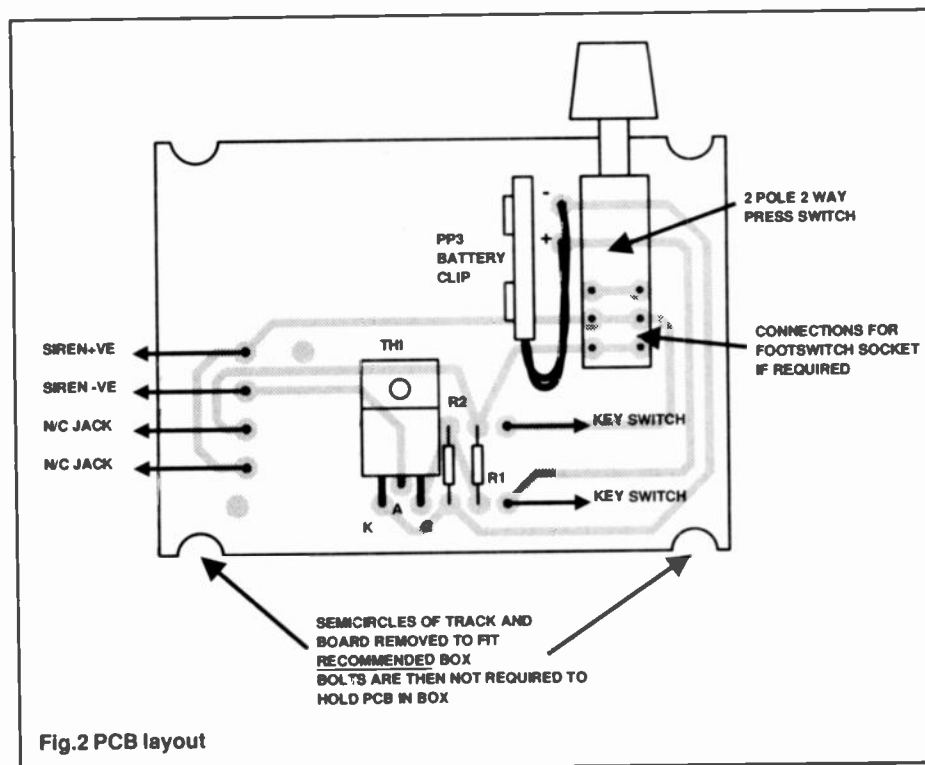 -
+
PP3
BATTERY
CLIP
2 POLE 2 WAY
PRESS SWITCH
CONNECTIONS FOR
FOOTSWITCH SOCKET
IF REQUIRED
SIREN+VE
SIREN -VE
N/C JACK
N/C JACK
TH1
R2
R1
KEY SWITCH
KEY SWITCH
K
A
SEMICIRCLES OF TRACK AND
BOARD REMOVED TO FIT
RECOMMENDED BOX
BOLTS ARE THEN NOT REQUIRED TO
HOLD PCB IN BOX
Fig.2 PCB layout